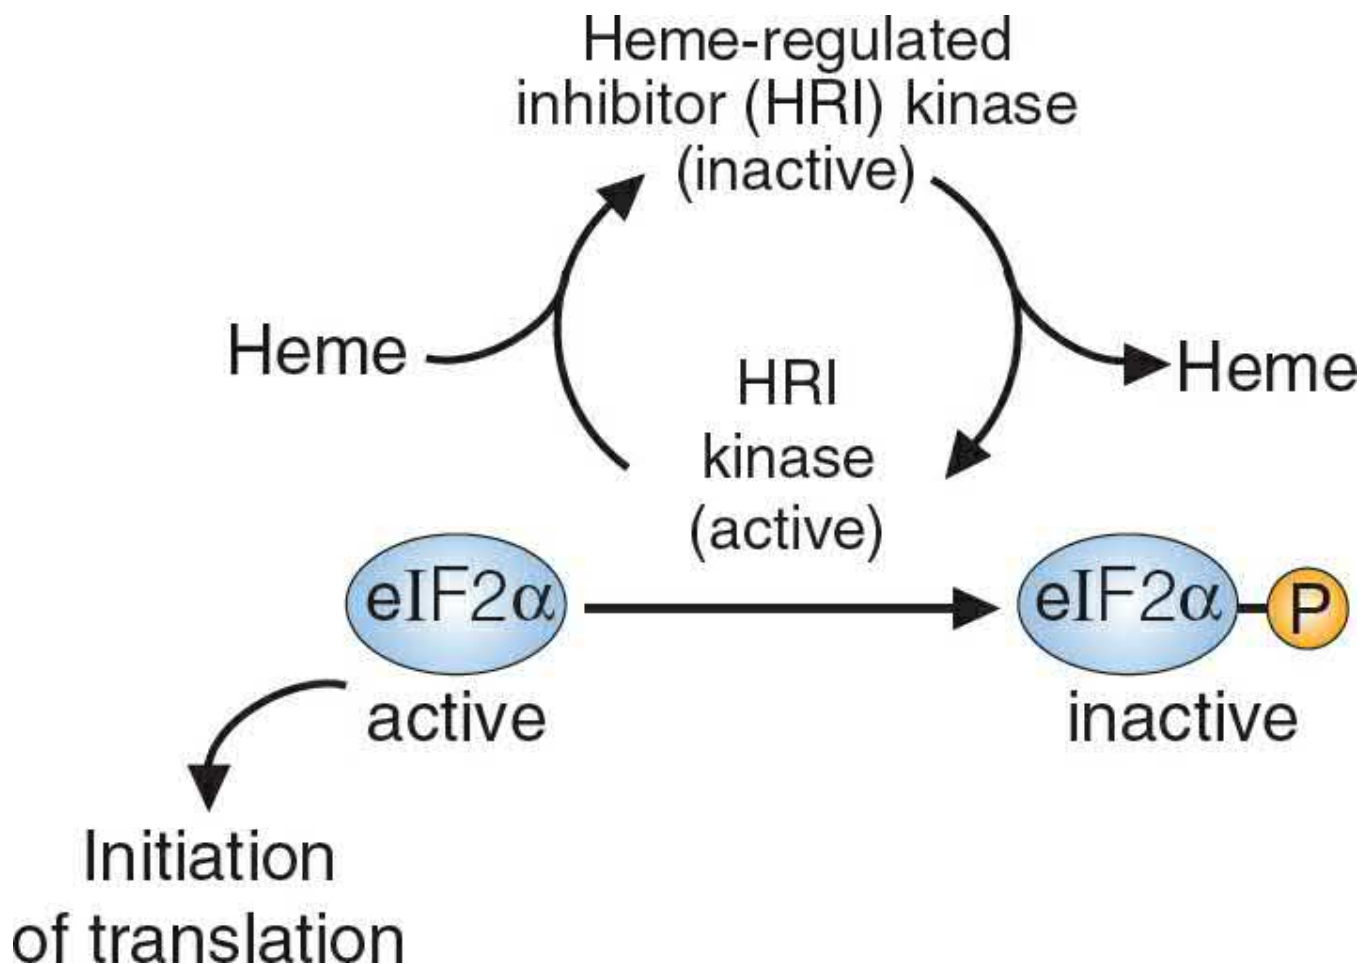 Heme-regulated
inhibitor (HRI) kinase
(inactive)
Heme
Heme
HRI
kinase
(active)
eIF2α
eIF2α
P
active
inactive
Initiation
of translation